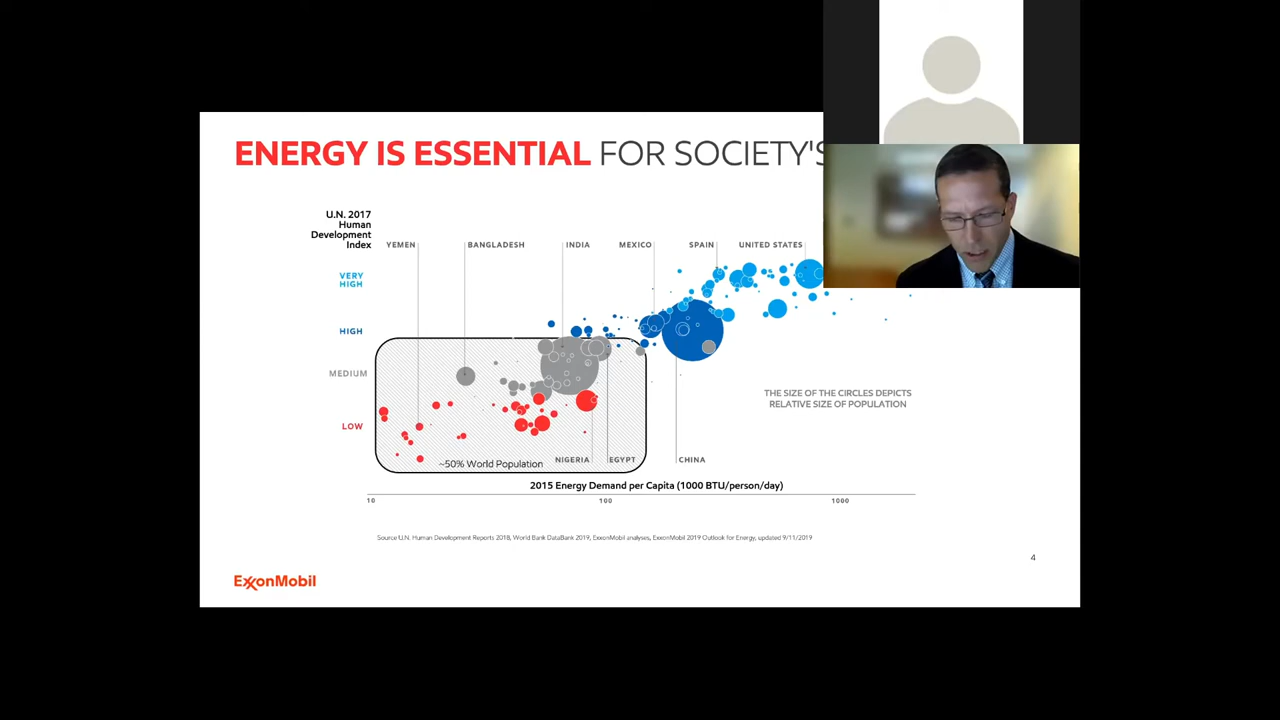 ENERGY IS ESSENTIAL FOR SOCIETY'S
U.N. 2017
Human
Development
Index
YEMEN
BANGLADESH
INDIA
MEXICO
SPAIN
UNITED STATES
VERY
HIGH
HIGH
MEDIUM
LOW
THE SIZE OF THE CIRCLES DEPICTS
RELATIVE SIZE OF POPULATION
~50% World Population
NIGERIA
EGYPT
CHINA
2015 Energy Demand per Capita (1000 BTU/person/day)
10
100
1000
Source U.N. Human Development Reports 2018, World Bank DataBank 2019, ExxonMobil analyses, ExxonMobil 2019 Outlook for Energy, updated 9/11/2019
4
ExxonMobil